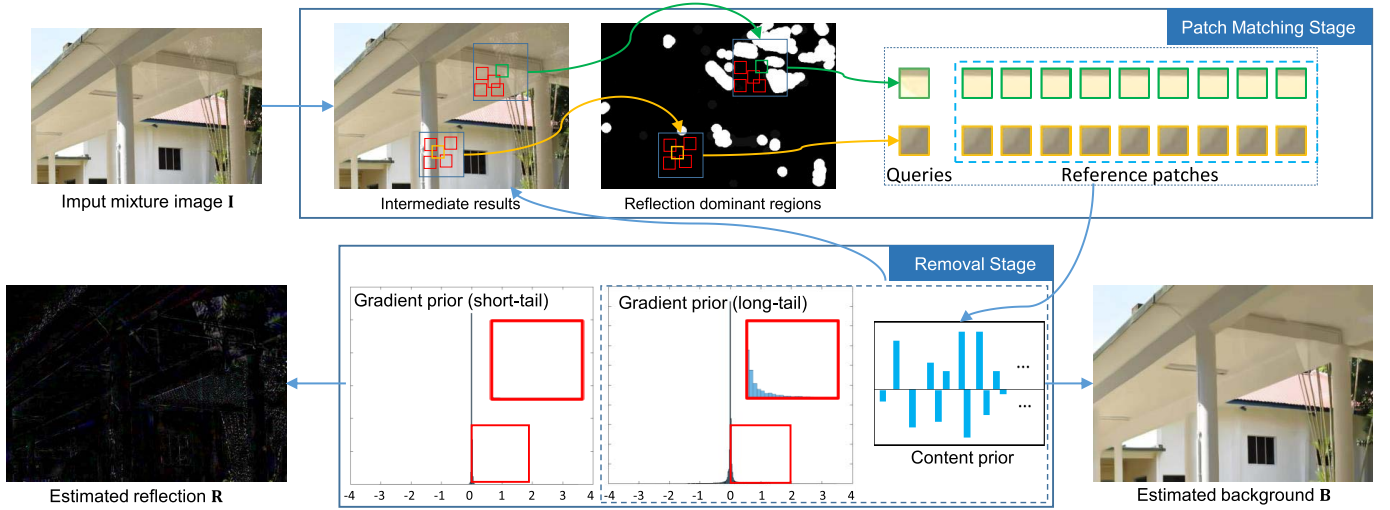 Patch Matching Stage
Imput mixture image I
Intermediate results
Reflection dominant regions
Queries
Reference patches
Removal Stage
Gradient prior (short-tail)
-4 -3 -2 -1 0 1 2 3 4
Gradient prior (long-tail)
-4 -3 -2 -1 0 1 2 3 4
...
...
Content prior
Estimated reflection R
Estimated background B